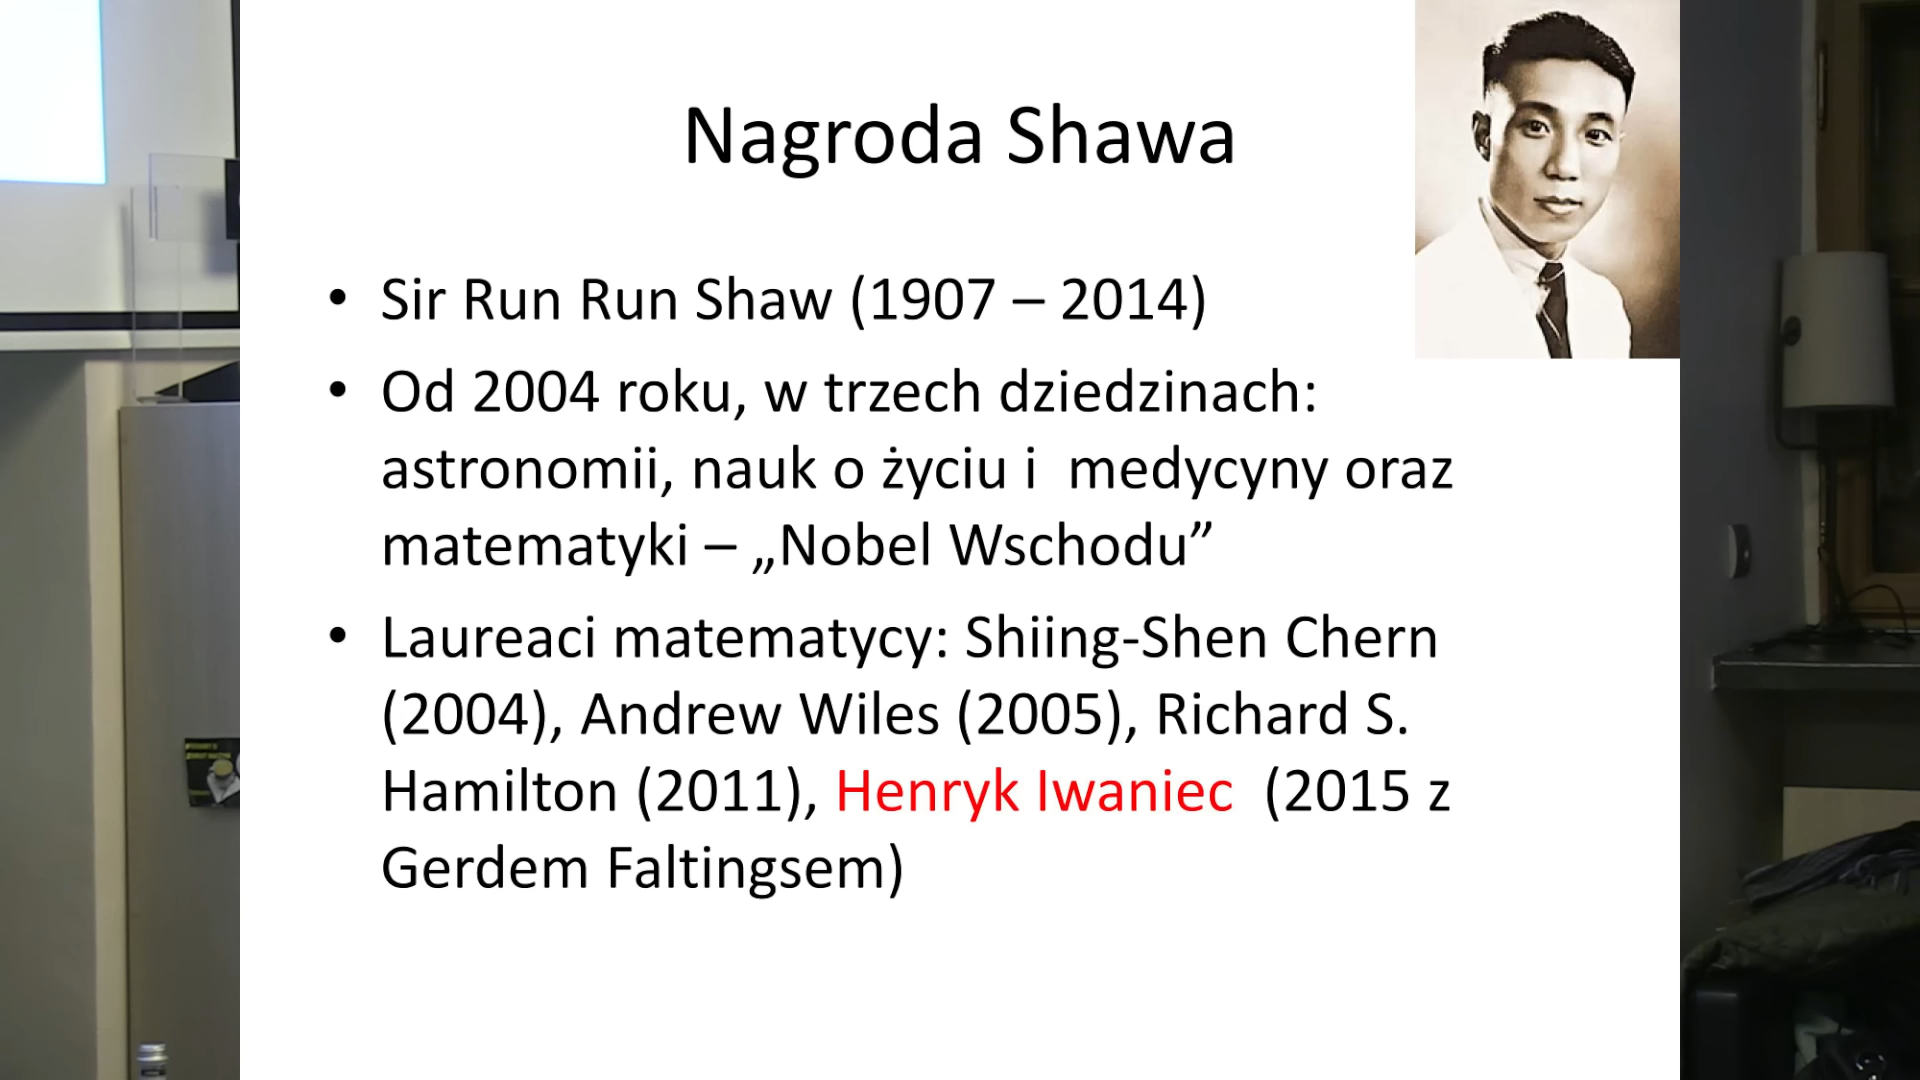 Nagroda Shawa
• Sir Run Run Shaw (1907 – 2014)
• Od 2004 roku, w trzech dziedzinach:
astronomii, nauk o życiu i  medycyny oraz
matematyki – „Nobel Wschodu”
• Laureaci matematycy: Shiing-Shen Chern
(2004), Andrew Wiles (2005), Richard S.
Hamilton (2011), Henryk Iwaniec  (2015 z
Gerdem Faltingsem)